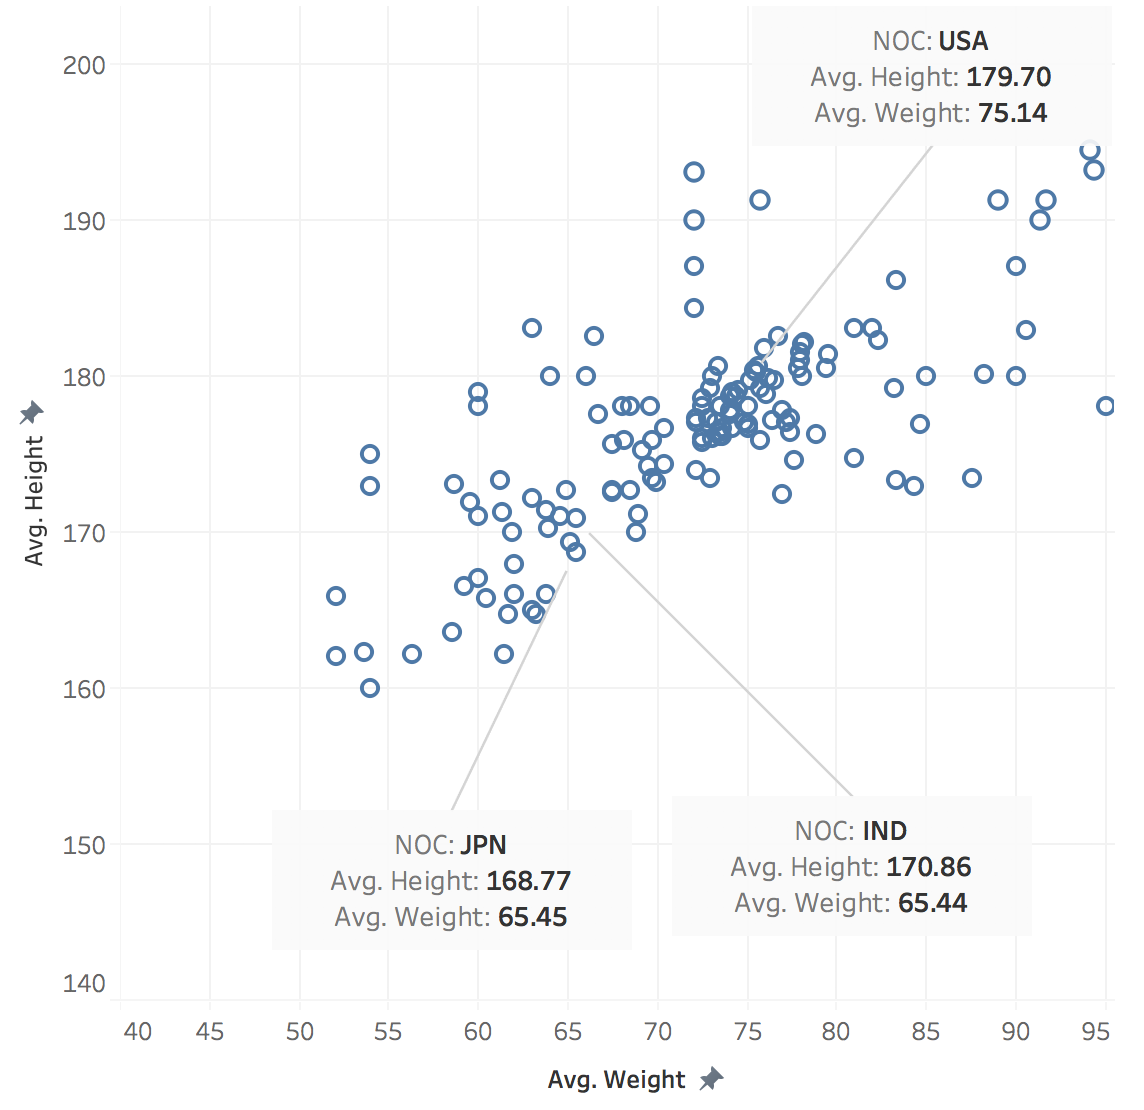 NOC: USA
Avg. Height: 179.70
Avg. Weight: 75.14
200
190
180
170
160
150
140
Avg. Height
NOC: JPN
Avg. Height: 168.77
Avg. Weight: 65.45
NOC: IND
Avg. Height: 170.86
Avg. Weight: 65.44
40 45 50 55 60 65 70 75 80 85 90 95
Avg. Weight